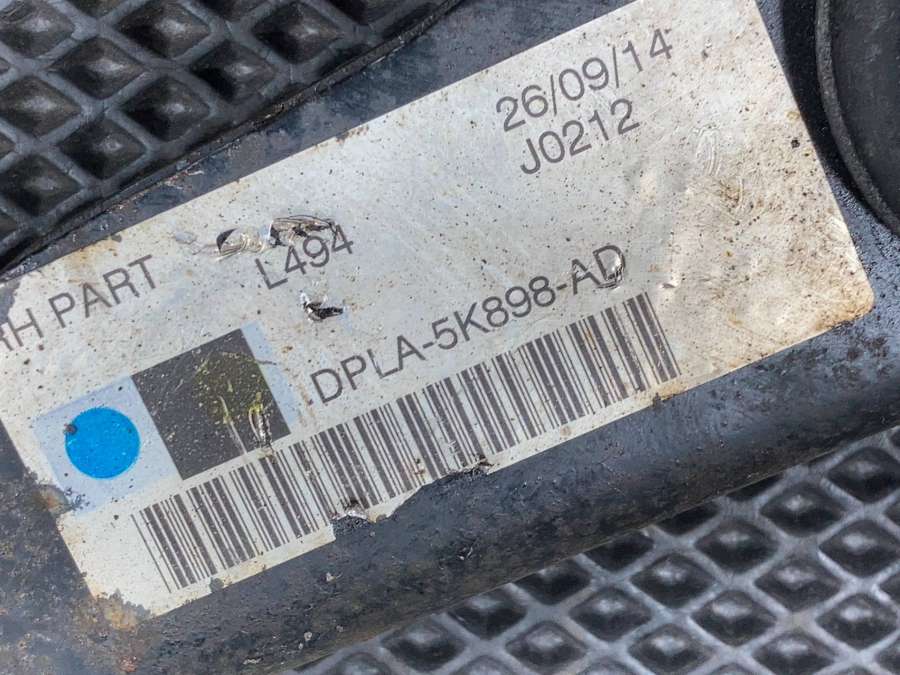 26/09/14
J0212
RH PART L494
DPLA-5K898-AD